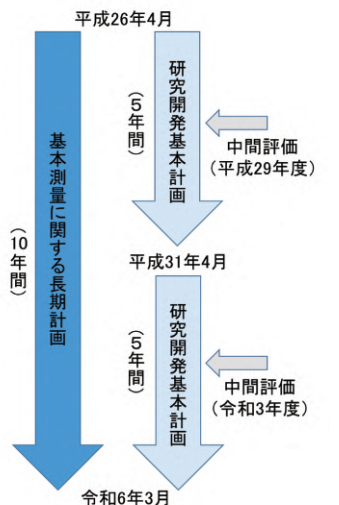 平成26年4月
基本測量に関する長期計画
（10年間）
研究開発基本計画
（5年間）
中間評価
（平成29年度）
平成31年4月
研究開発基本計画
（5年間）
中間評価
（令和3年度）
令和6年3月